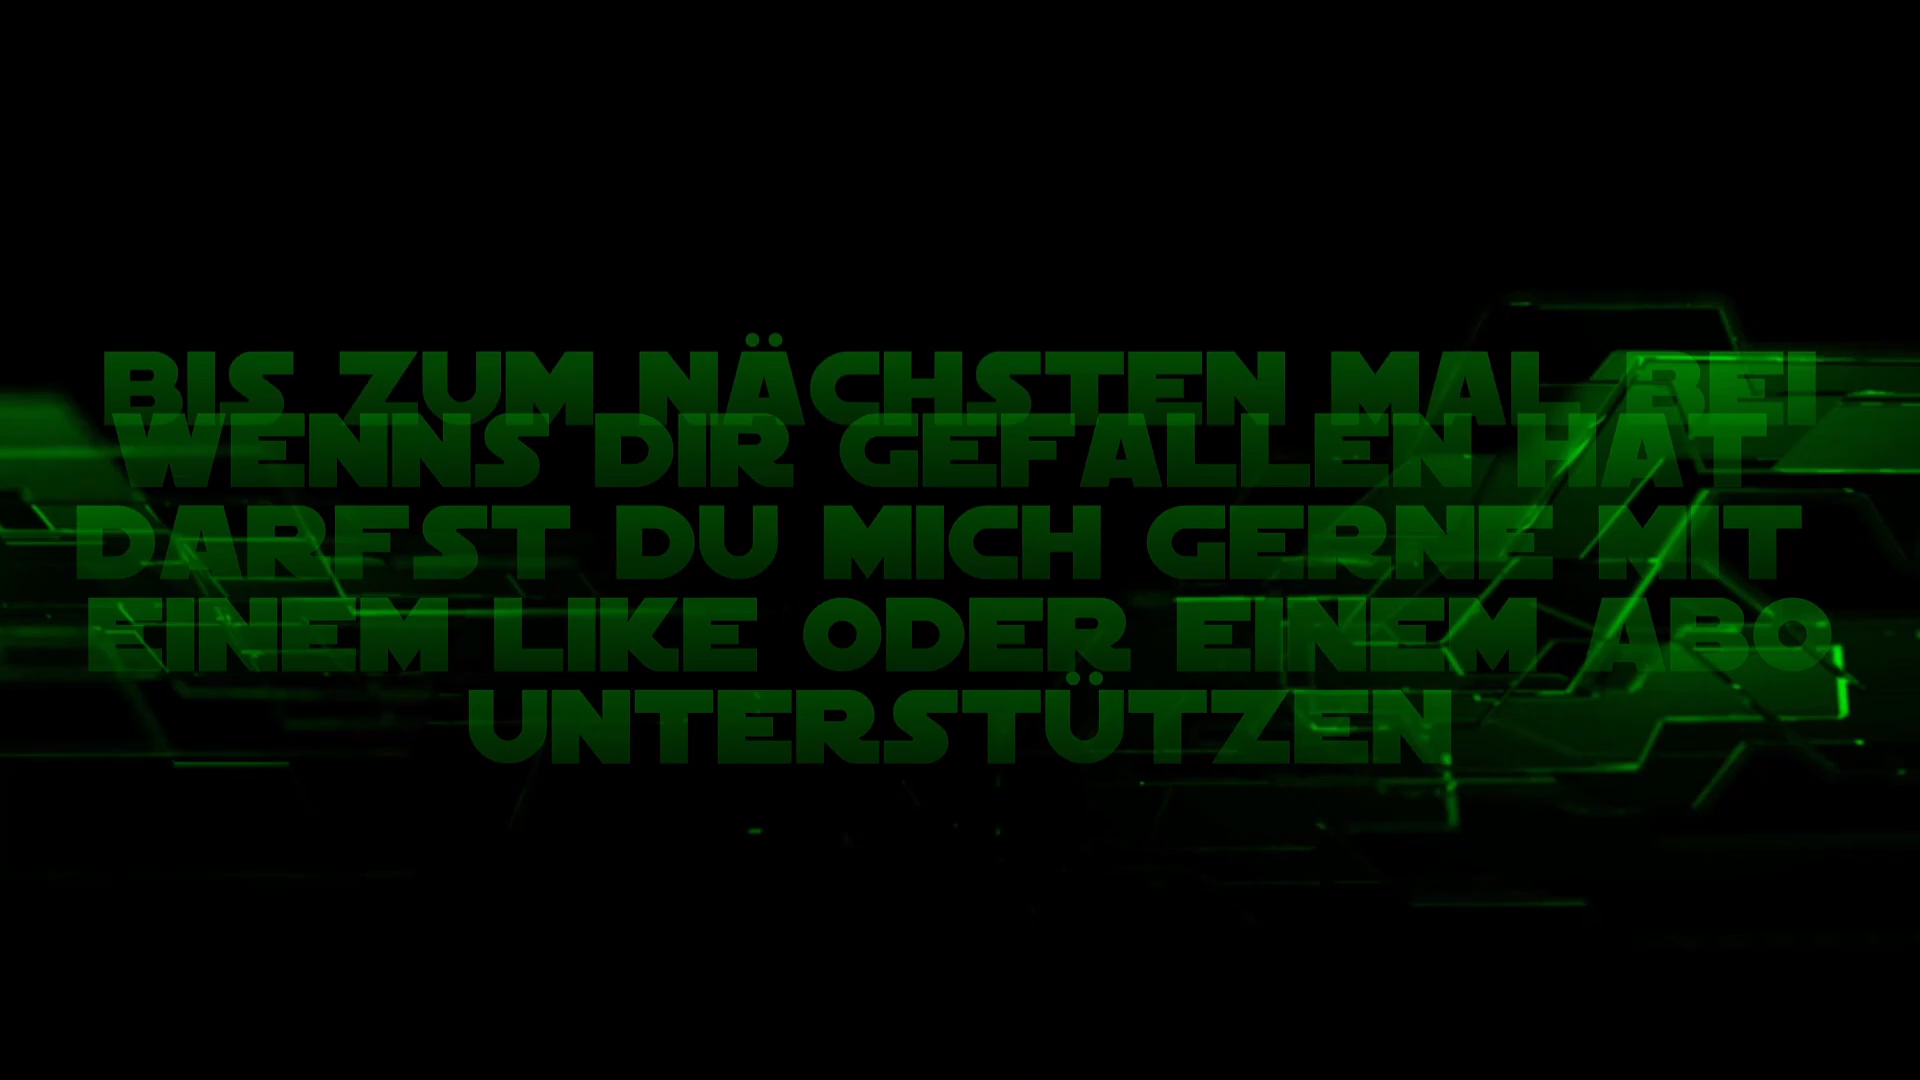 BIS ZUM NÄCHSTEN MAL BEI
WENNS DIR GEFALLEN HAT
DARFST DU MICH GERNE MIT
EINEM LIKE ODER EINEM ABO
UNTERSTÜTZEN